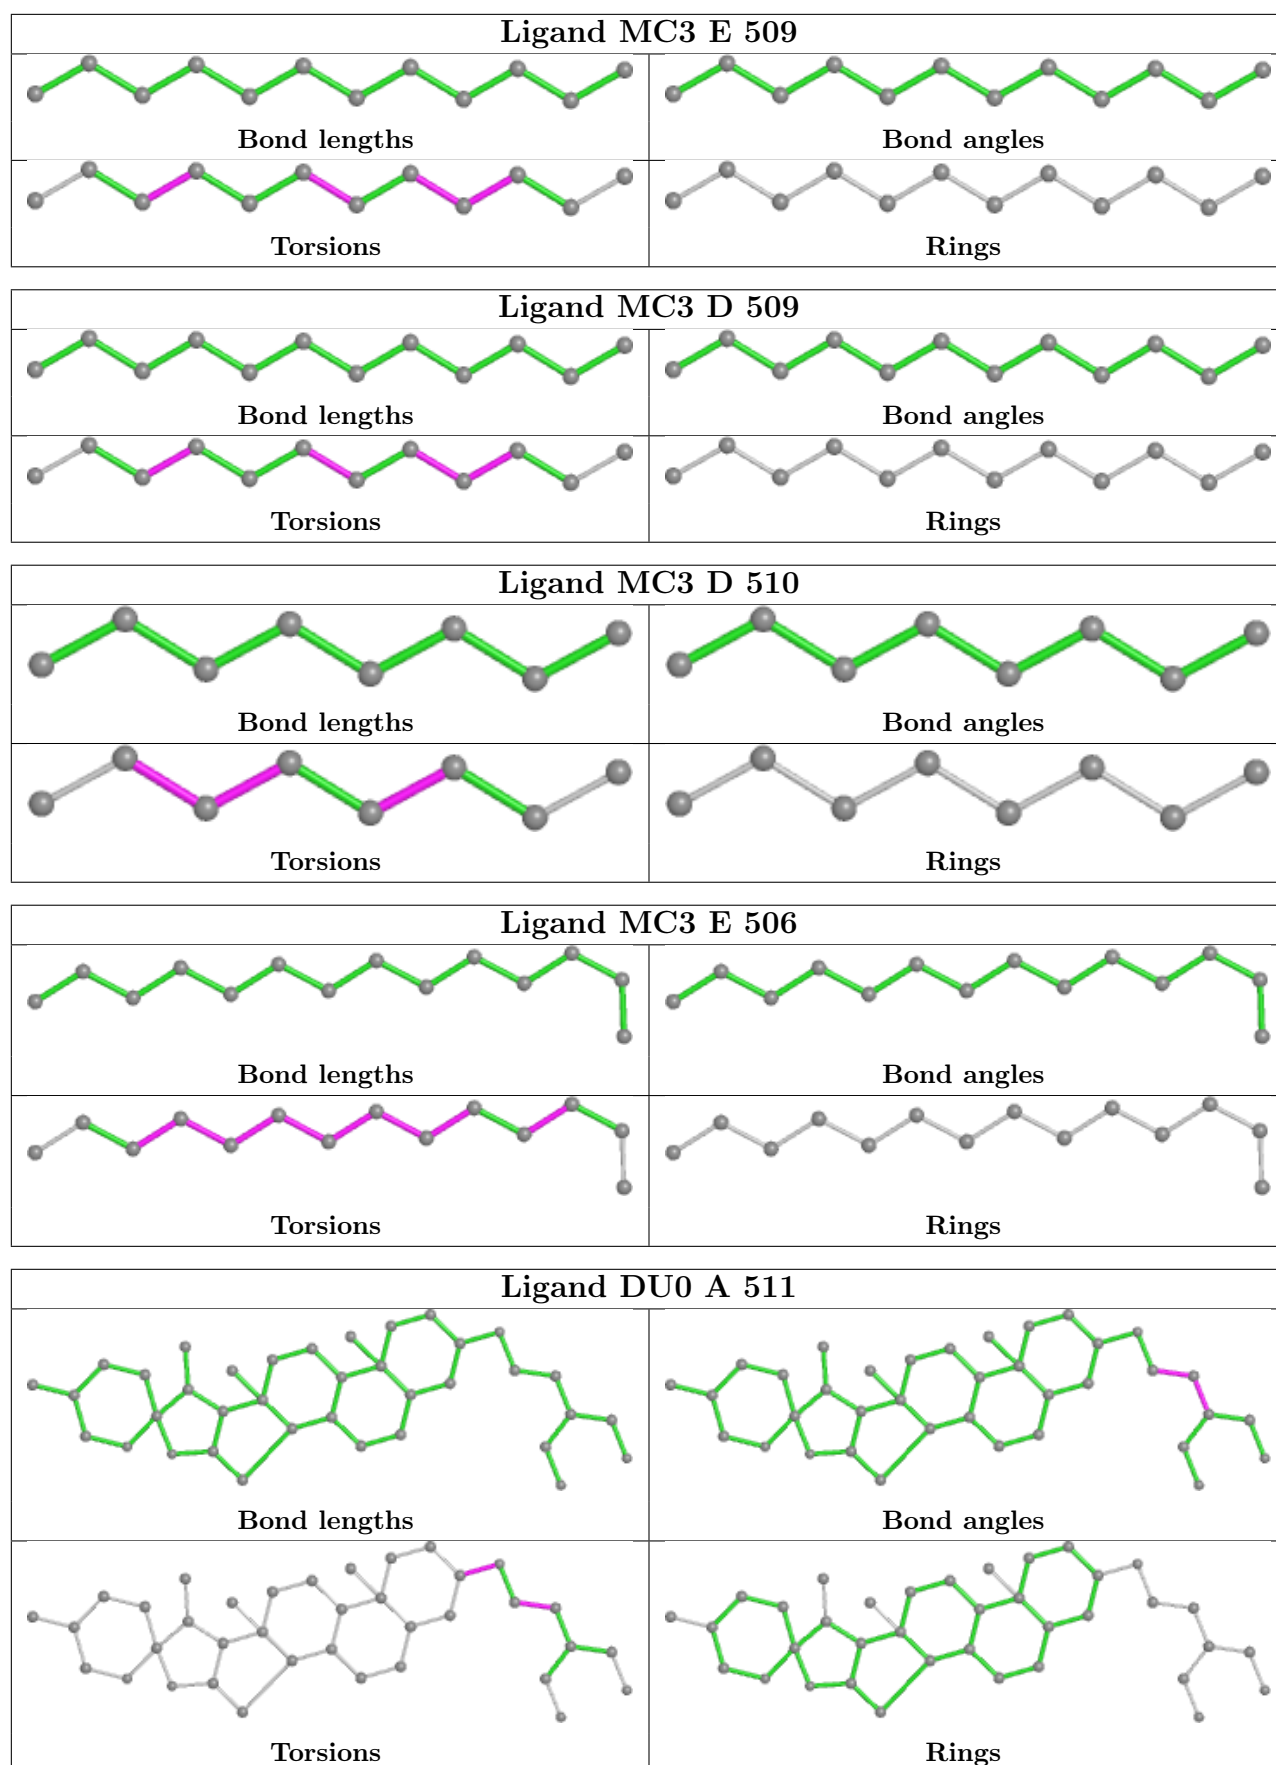 Ligand MC3 E 509
Bond lengths
Bond angles
Torsions
Rings
Ligand MC3 D 509
Bond lengths
Bond angles
Torsions
Rings
Ligand MC3 D 510
Bond lengths
Bond angles
Torsions
Rings
Ligand MC3 E 506
Bond lengths
Bond angles
Torsions
Rings
Ligand DU0 A 511
Bond lengths
Bond angles
Torsions
Rings